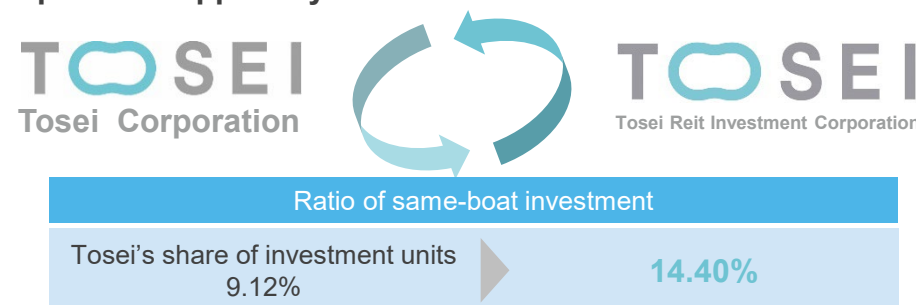 TOSEI
Tosei Corporation
TOSEI
Tosei Reit Investment Corporation
Ratio of same-boat investment
Tosei’s share of investment units
9.12%
14.40%